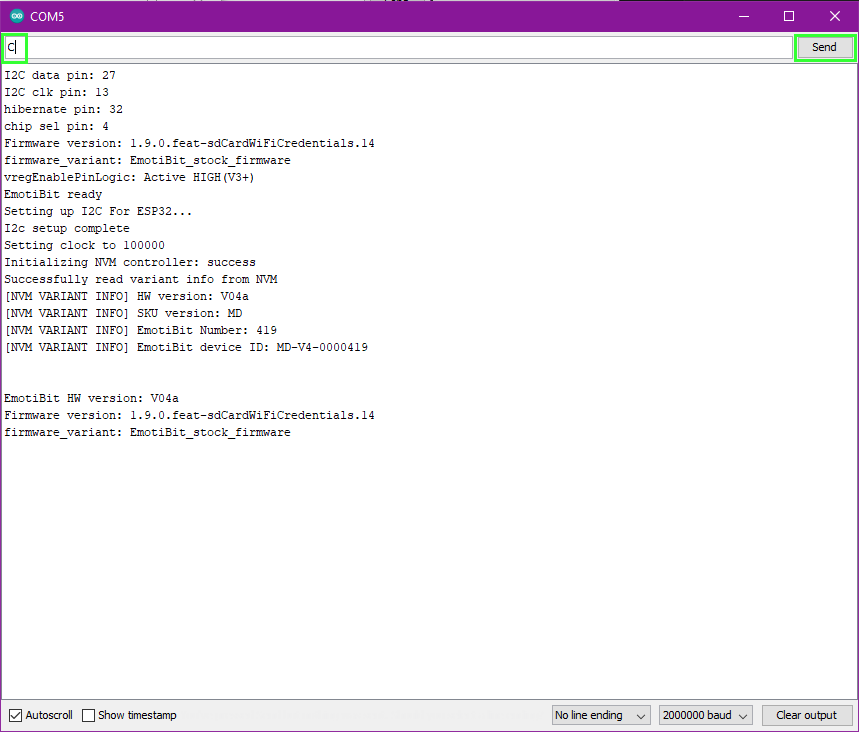 COM5
C
Send
I2C data pin: 27
I2C clk pin: 13
hibernate pin: 32
chip sel pin: 4
Firmware version: 1.9.0.feat-sdCardWiFiCredentials.14
firmware_variant: EmotiBit_stock_firmware
vregEnablePinLogic: Active HIGH(V3+)
EmotiBit ready
Setting up I2C For ESP32...
I2c setup complete
Setting clock to 100000
Initializing NVM controller: success
Successfully read variant info from NVM
[NVM VARIANT INFO] HW version: V04a
[NVM VARIANT INFO] SKU version: MD
[NVM VARIANT INFO] EmotiBit Number: 419
[NVM VARIANT INFO] EmotiBit device ID: MD-V4-0000419
EmotiBit HW version: V04a
Firmware version: 1.9.0.feat-sdCardWiFiCredentials.14
firmware_variant: EmotiBit_stock_firmware
Autoscroll Show timestamp No line ending 2000000 baud Clear output